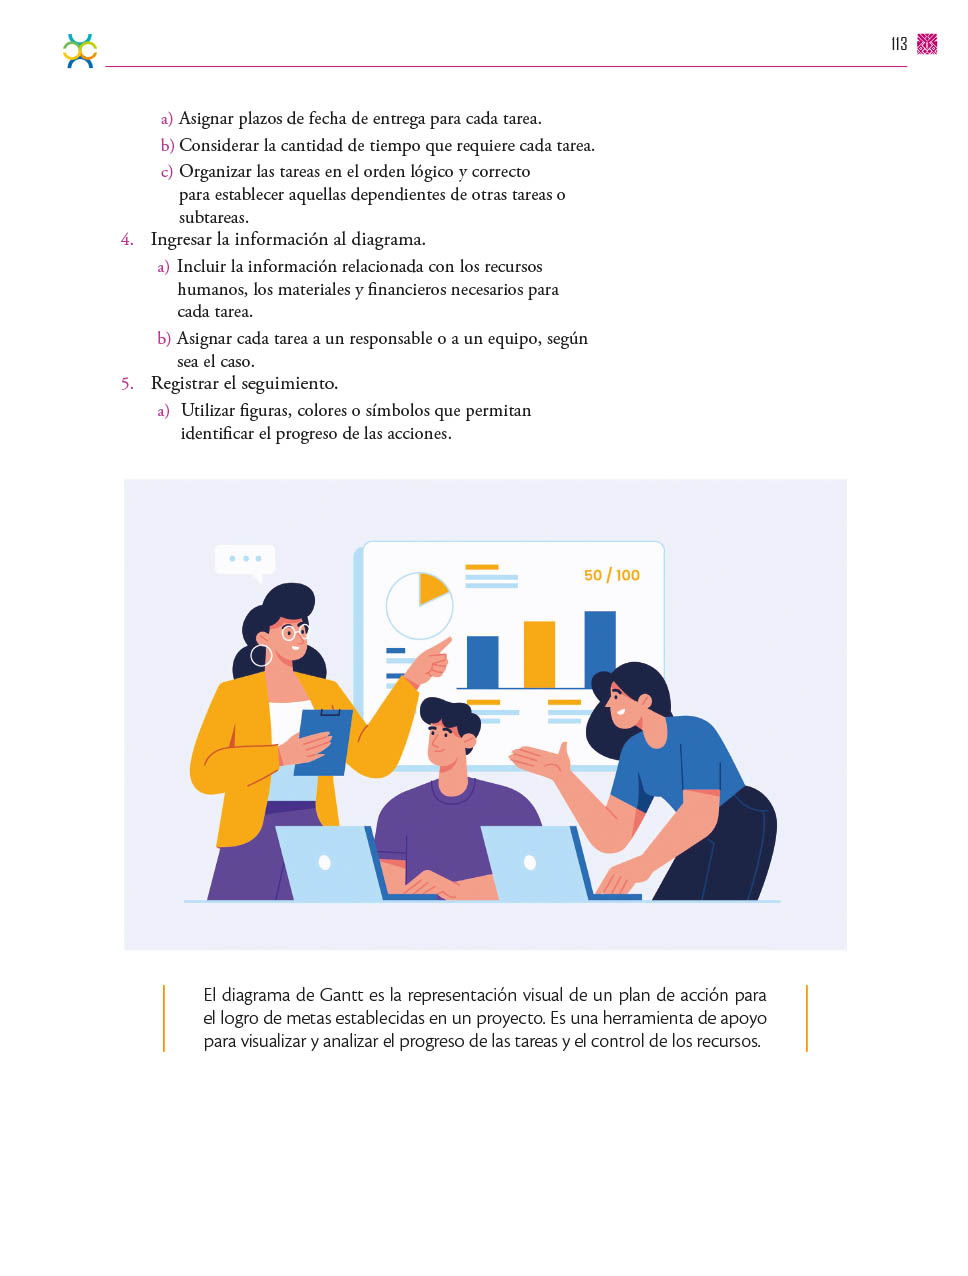 113
a) Asignar plazos de fecha de entrega para cada tarea.
b) Considerar la cantidad de tiempo que requiere cada tarea.
c) Organizar las tareas en el orden lógico y correcto
para establecer aquellas dependientes de otras tareas o
subtareas.
4. Ingresar la información al diagrama.
a) Incluir la información relacionada con los recursos
humanos, los materiales y financieros necesarios para
cada tarea.
b) Asignar cada tarea a un responsable o a un equipo, según
sea el caso.
5. Registrar el seguimiento.
a) Utilizar figuras, colores o símbolos que permitan
identificar el progreso de las acciones.
50 / 100
El diagrama de Gantt es la representación visual de un plan de acción para
el logro de metas establecidas en un proyecto. Es una herramienta de apoyo
para visualizar y analizar el progreso de las tareas y el control de los recursos.